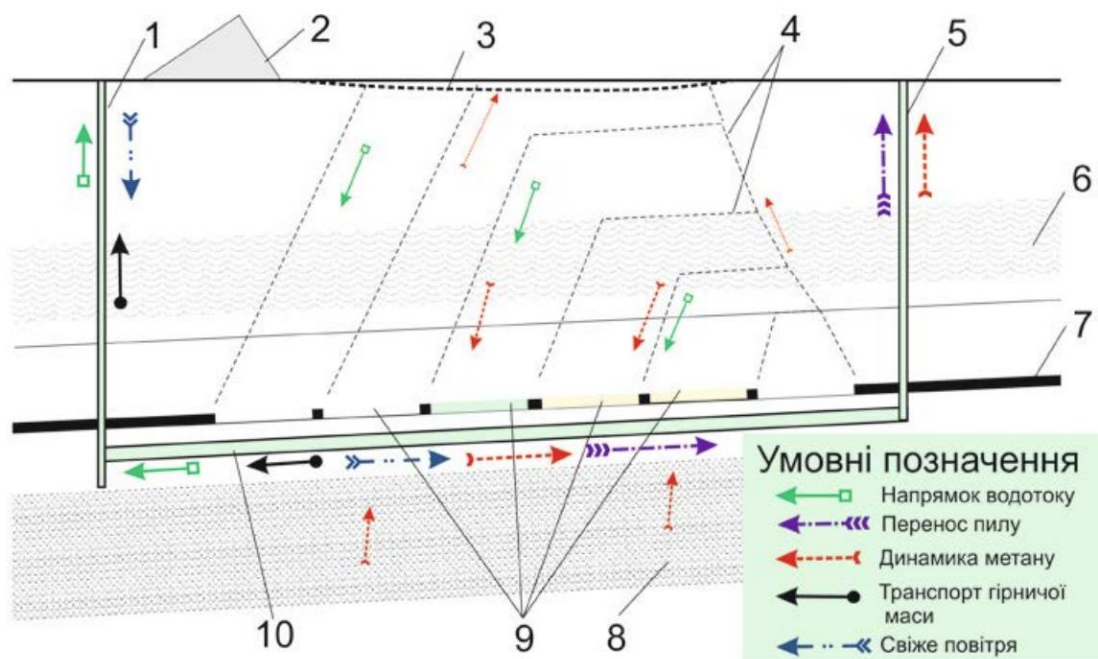 1
2
3
4
5
6
7
Умовні позначення
Напрямок водотоку
Перенос пилу
Динамика метану
Транспорт гірничої
маси
Свіже повітря
10
9
8